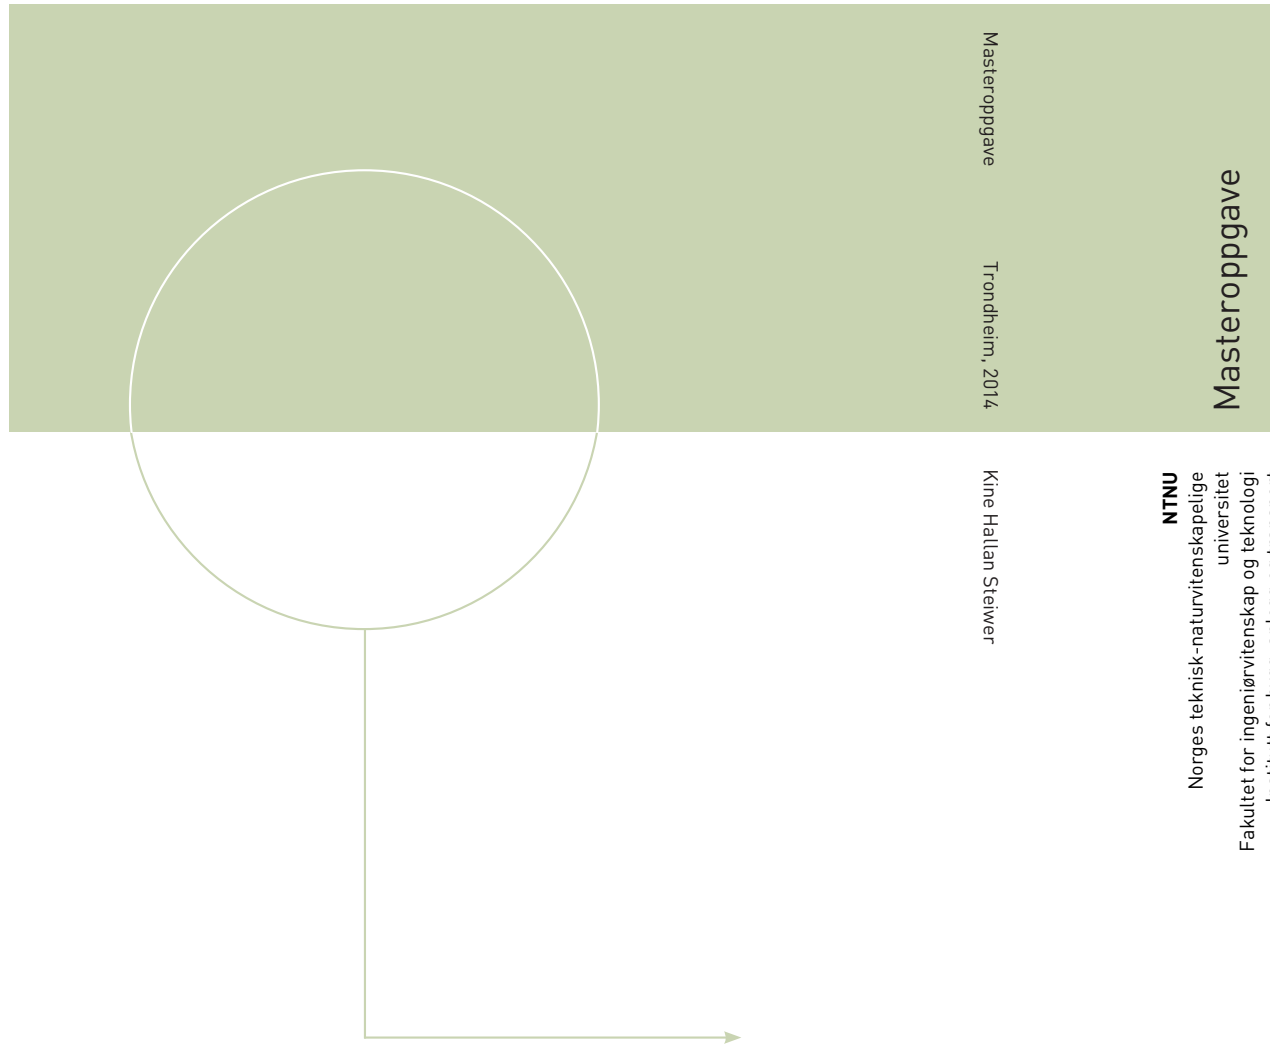 Masteroppgave
Trondheim, 2014
Kine Hallan Steiwer
Masteroppgave
NTNU
Norges teknisk-naturvitenskapelige
universitet
Fakultet for ingeniørvitenskap og teknologi